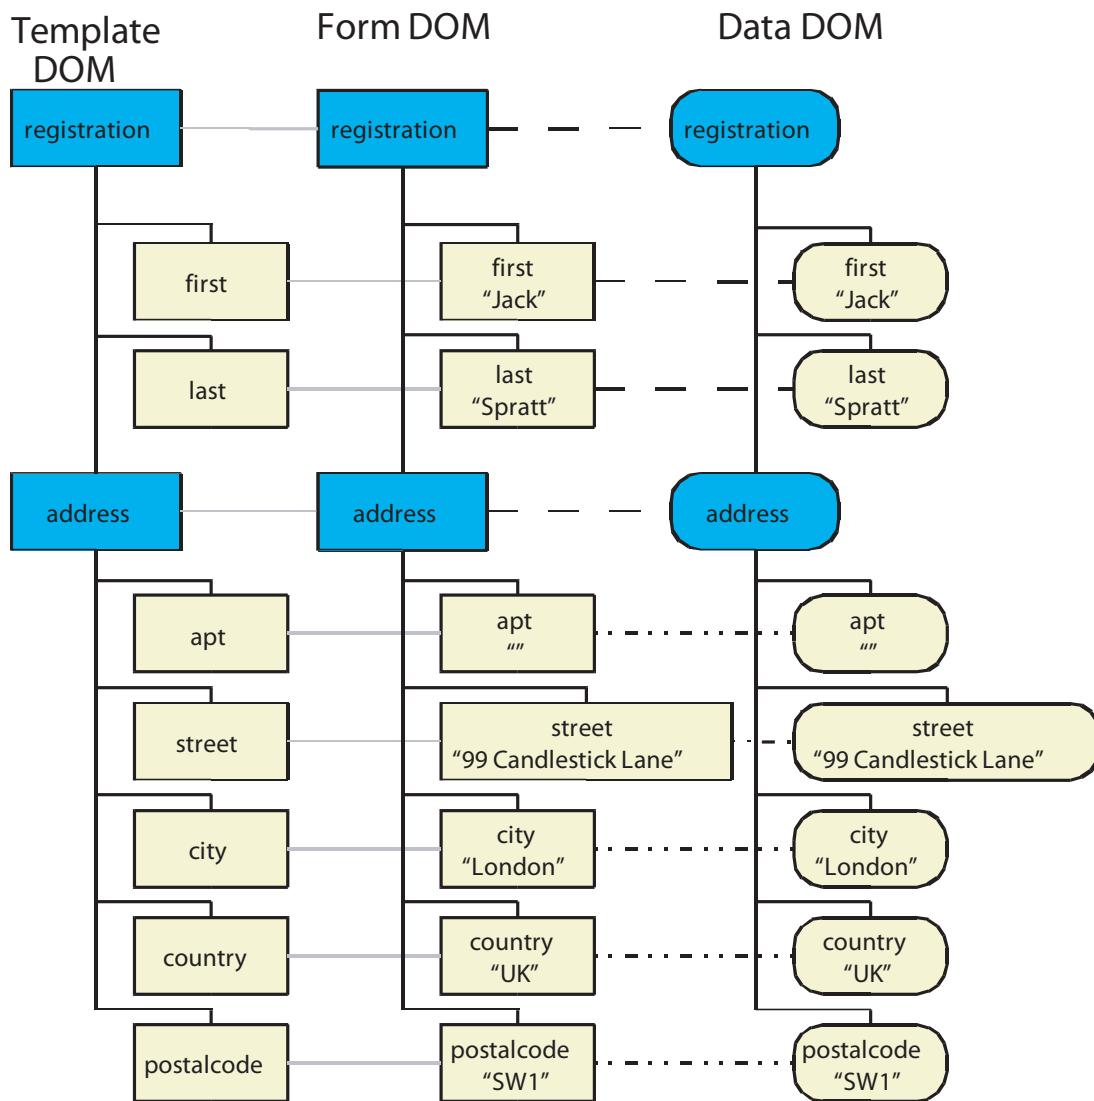 Template
DOM
Form DOM
Data DOM
registration
registration
registration
first
first
“Jack”
first
“Jack”
last
last
“Spratt”
last
“Spratt”
address
address
address
apt
apt
“”
apt
“”
street
street
“99 Candlestick Lane”
street
“99 Candlestick Lane”
city
city
“London”
city
“London”
country
country
“UK”
country
“UK”
postalcode
postalcode
“SW1”
postalcode
“SW1”